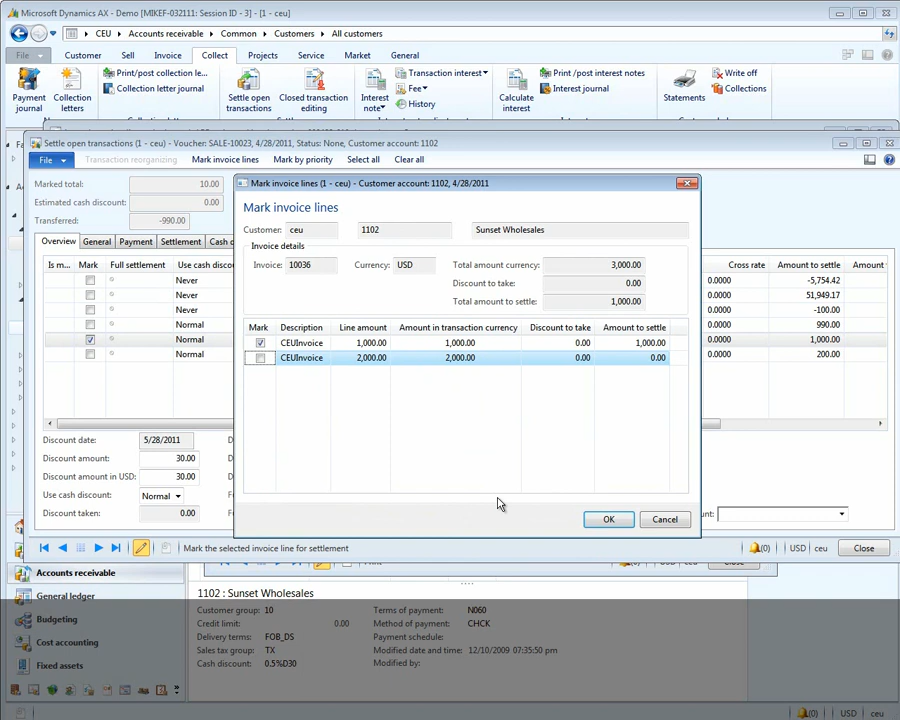 Microsoft Dynamics AX - Demo [MIKEF-032111: Session ID - 3] - [1 - ceu]
CEU
Accounts receivable
Common
Customers
All customers
File
Customer
Sell
Invoice
Collect
Projects
Service
Market
General
Payment journal
Collection letters
Print/post collection le...
Collection letter journal
Settle open transactions
Closed transaction editing
Interest note
Transaction interest
Fee
History
Calculate interest
Print /post interest notes
Interest journal
Statements
Write off
Collections
Settle open transactions (1 - ceu) - Voucher: SALE-10023, 4/28/2011, Status: None, Customer account: 1102
File
Transaction reorganizing
Mark invoice lines
Mark by priority
Select all
Clear all
Marked total: 10.00
Estimated cash discount: 0.00
Transferred: -990.00
Overview
General
Payment
Settlement
Cash d
Is m...
Mark
Full settlement
Use cash d
Never
Never
Never
Normal
Normal
Normal
Cross rate
Amount to settle
Amount
0.0000 -5,754.42
0.0000 51,949.17
0.0000 -100.00
0.0000 990.00
0.0000 1,000.00
0.0000 200.00
Mark invoice lines (1 - ceu) - Customer account: 1102, 4/28/2011
Mark invoice lines
Customer: ceu 1102 Sunset Wholesales
Invoice details
Invoice: 10036 Currency: USD Total amount currency: 3,000.00
Discount to take: 0.00
Total amount to settle: 1,000.00
Mark Description Line amount Amount in transaction currency Discount to take Amount to settle
CEUInvoice 1,000.00 1,000.00 0.00 1,000.00
CEUInvoice 2,000.00 2,000.00 0.00 0.00
OK
Cancel
Discount date: 5/28/2011
Discount amount: 30.00
Discount amount in USD: 30.00
Use cash discount: Normal
Discount taken: 0.00
Mark the selected invoice line for settlement
(0)
USD
ceu
Close
Accounts receivable
General ledger
Budgeting
Cost accounting
Fixed assets
1102 : Sunset Wholesales
Customer group: 10
Credit limit: 0.00
Delivery terms: FOB_DS
Sales tax group: TX
Cash discount: 0.5%D30
Terms of payment: N060
Method of payment: CHCK
Payment schedule:
Modified date and time: 12/10/2009 07:35:50 pm
Modified by:
(0)
USD
ceu